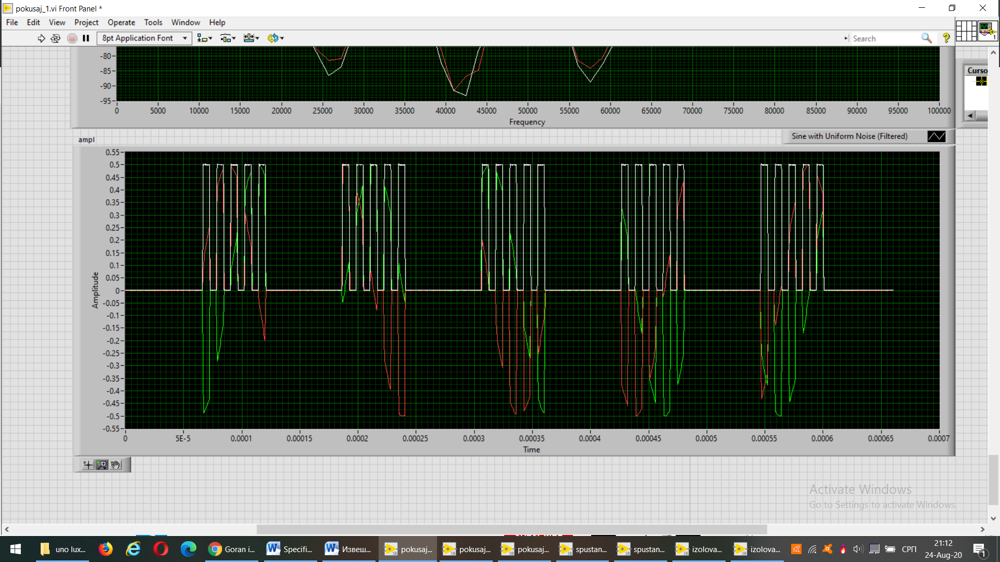 pokusaj_1.vi Front Panel *
File Edit View Project Operate Tools Window Help
8pt Application Font
Search
1
-80
-85
-90
-95
0 5000 10000 15000 20000 25000 30000 35000 40000 45000 50000 55000 60000 65000 70000 75000 80000 85000 90000 95000 100000
Frequency
Curso
ampl
Sine with Uniform Noise (Filtered)
0.55
0.5
0.45
0.4
0.35
0.3
0.25
0.2
0.15
0.1
0.05
0
-0.05
-0.1
-0.15
-0.2
-0.25
-0.3
-0.35
-0.4
-0.45
-0.5
-0.55
Amplitude
0 5E-5 0.0001 0.00015 0.0002 0.00025 0.0003 0.00035 0.0004 0.00045 0.0005 0.00055 0.0006 0.00065 0.0007
Time
Activate Windows
Go to Settings to activate Windows.
uno lux... Goran i... Specifi... Извеш... pokusaj... pokusaj... pokusaj... spustan... spustan... izolova... izolova... СРП
21:12
24-Aug-20
1